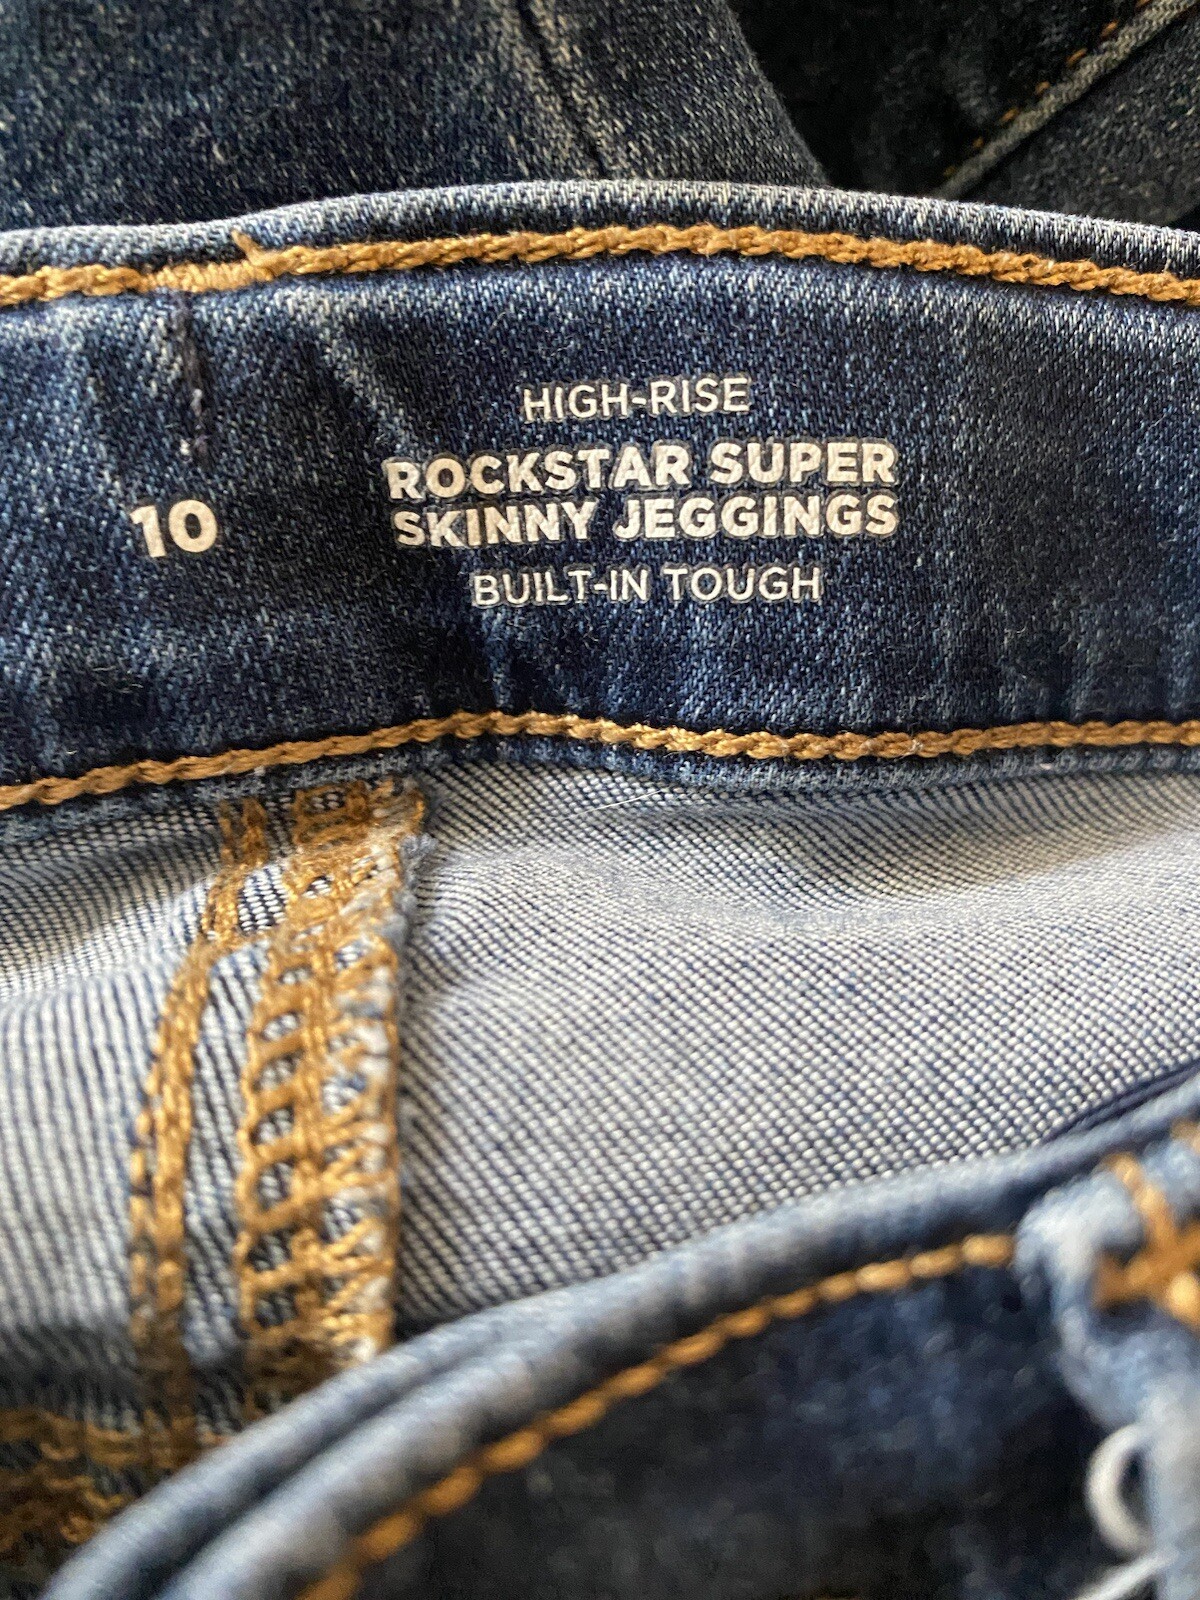 HIGH-RISE
ROCKSTAR SUPER
SKINNY JEGGINGS
BUILT-IN TOUGH
10